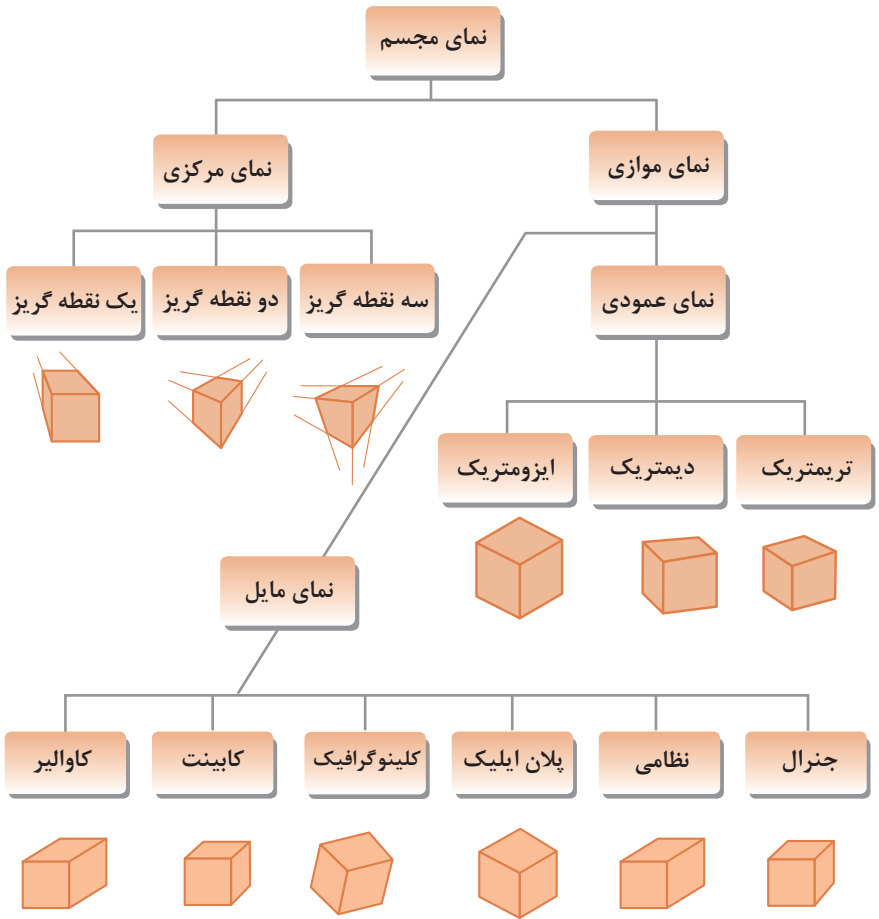 نمای مجسم
نمای موازی
نمای مرکزی
نمای عمودی
سه نقطه گریز
دو نقطه گریز
یک نقطه گریز
تریمتریک
دیمتریک
ایزومتریک
نمای مایل
جنرال
نظامی
پلان ایلیک
کلینوگرافیک
کابینت
کاوالیر